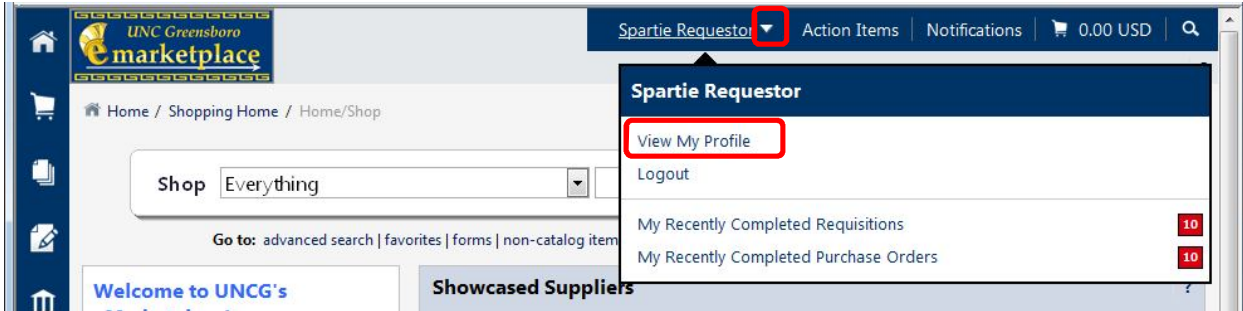 UNC Greensboro
emarketplace
Spartie Requestor Action Items Notifications 0.00 USD
Home / Shopping Home / Home/Shop
Spartie Requestor
View My Profile
Logout
My Recently Completed Requisitions 10
My Recently Completed Purchase Orders 10
Shop Everything
Go to: advanced search | favorites | forms | non-catalog item
Welcome to UNCG's
Showcased Suppliers ?